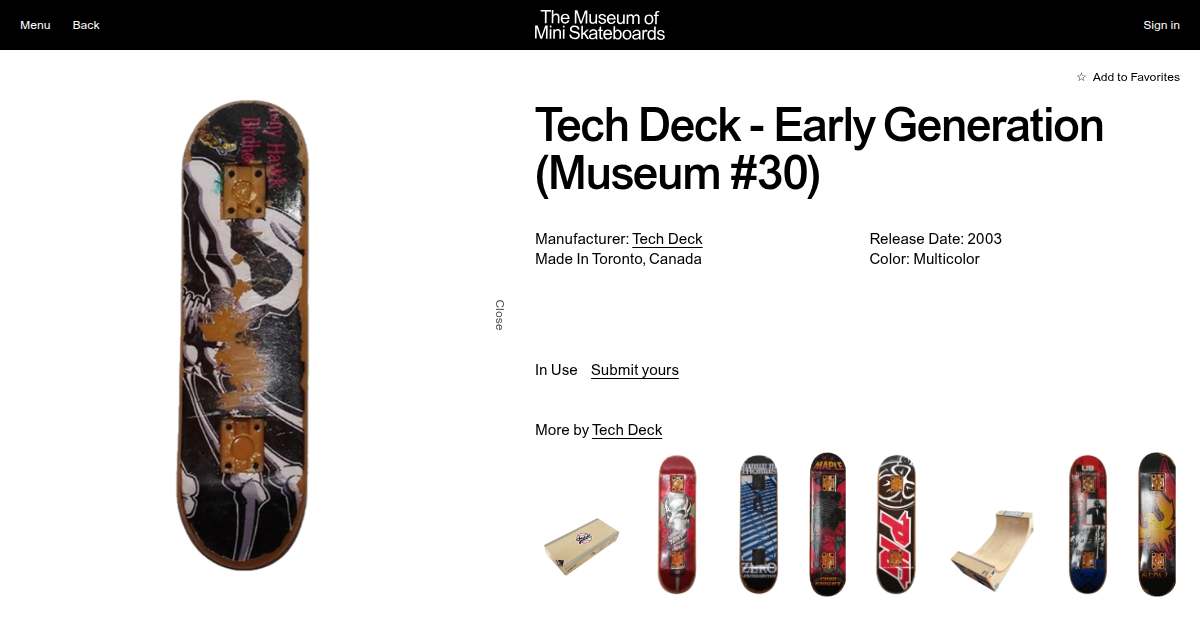 Menu
Back
The Museum of
Mini Skateboards
Sign in
☆ Add to Favorites
Tech Deck - Early Generation
(Museum #30)
Manufacturer: Tech Deck
Made In Toronto, Canada
Release Date: 2003
Color: Multicolor
Close
In Use
Submit yours
More by Tech Deck
MAPLE
ZERO